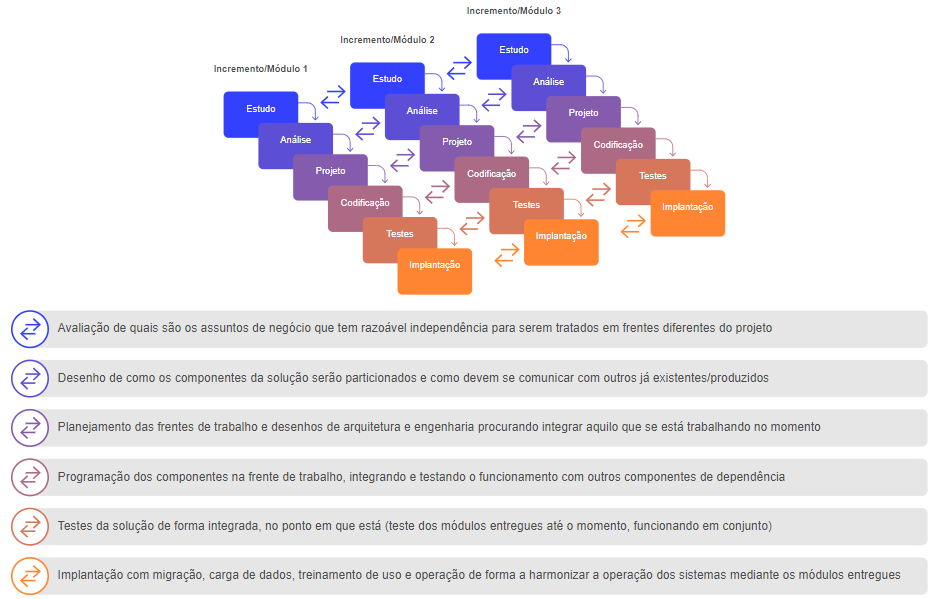 Incremento/Módulo 3
Incremento/Módulo 2
Incremento/Módulo 1
Estudo
Análise
Projeto
Codificação
Testes
Implantação
Estudo
Análise
Projeto
Codificação
Testes
Implantação
Estudo
Análise
Projeto
Codificação
Testes
Implantação
Avaliação de quais são os assuntos de negócio que tem razoável independência para serem tratados em frentes diferentes do projeto
Desenho de como os componentes da solução serão particionados e como devem se comunicar com outros já existentes/produzidos
Planejamento das frentes de trabalho e desenhos de arquitetura e engenharia procurando integrar aquilo que se está trabalhando no momento
Programação dos componentes na frente de trabalho, integrando e testando o funcionamento com outros componentes de dependência
Testes da solução de forma integrada, no ponto em que está (teste dos módulos entregues até o momento, funcionando em conjunto)
Implantação com migração, carga de dados, treinamento de uso e operação de forma a harmonizar a operação dos sistemas mediante os módulos entregues